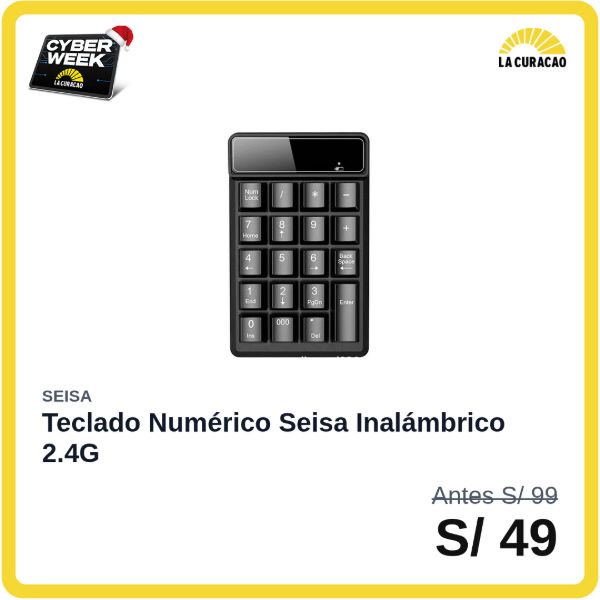 CYBER
WEEK
LA CURACAO
LA CURACAO
Num
Lock
/
*
-
7
Home
8
↑
9
+
4
←
5
6
→
Back
Space
←
1
End
2
↓
3
PgDn
Enter
0
Ins
000
Del
SEISA
Teclado Numérico Seisa Inalámbrico
2.4G
Antes S/ 99
S/ 49